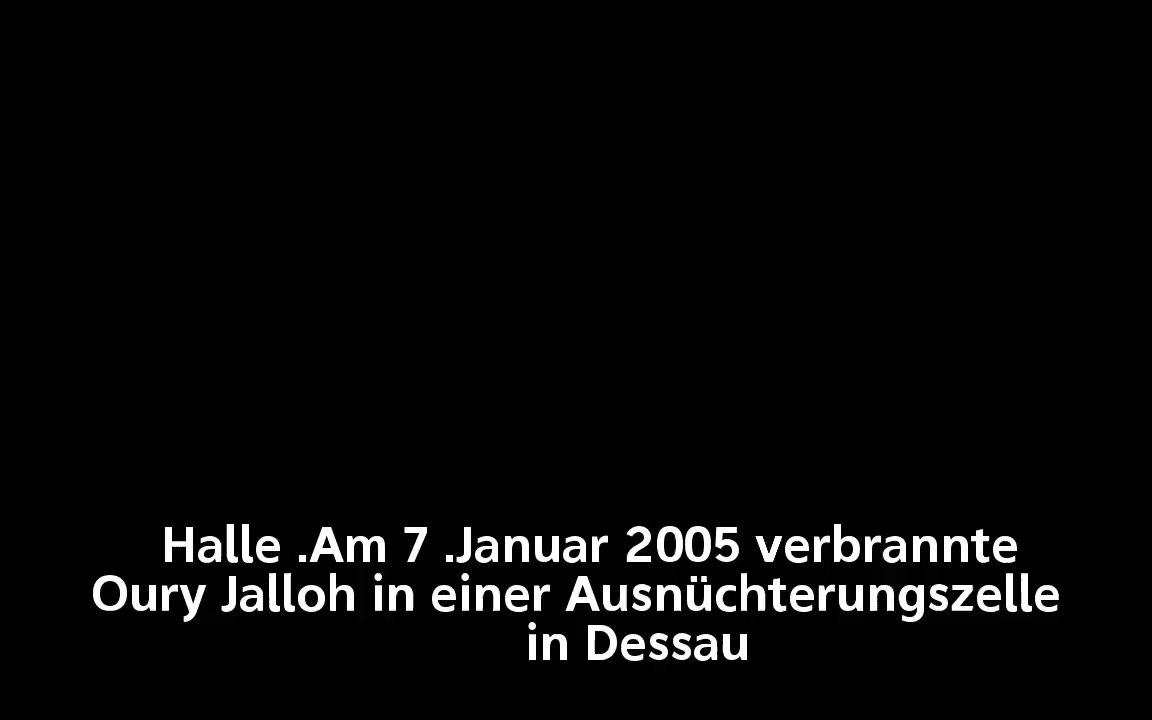 Halle .Am 7 .Januar 2005 verbrannte
Oury Jalloh in einer Ausnüchterungszelle
in Dessau